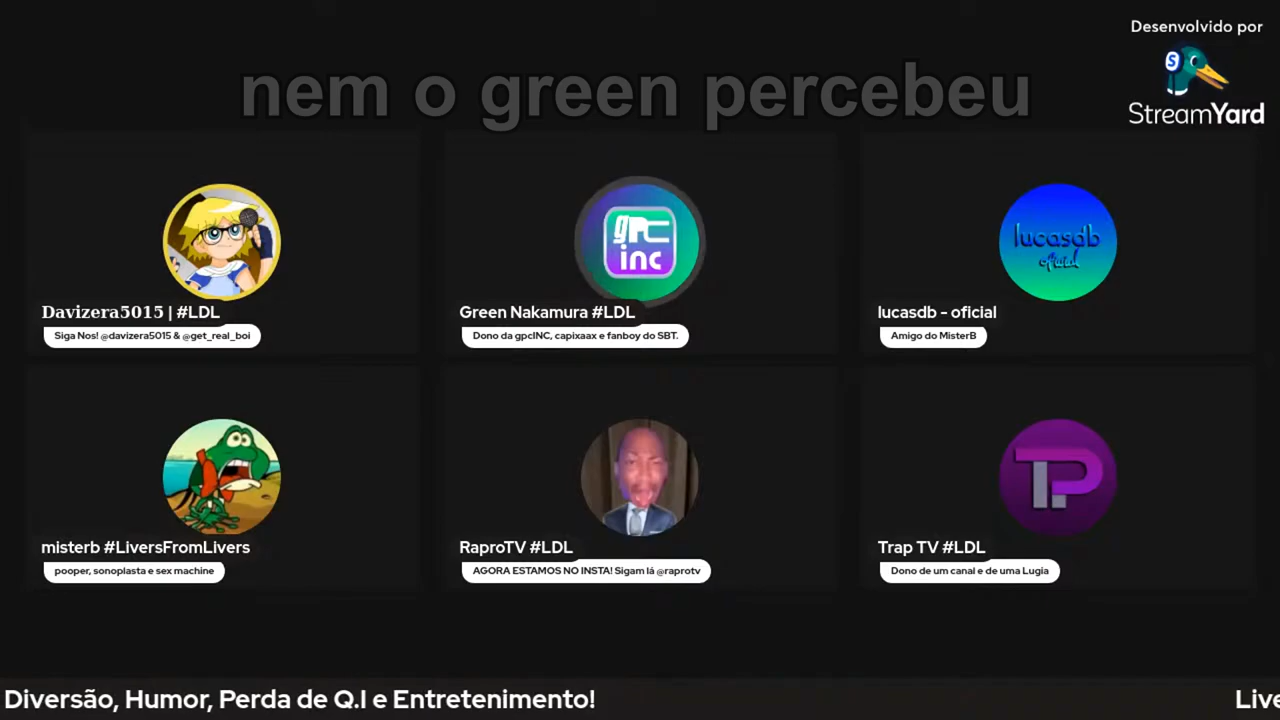 Desenvolvido por
StreamYard
nem o green percebeu
Davizera5015 | #LDL
Siga Nos! @davizera5015 & @get_real_boi
gpc
inc
Green Nakamura #LDL
Dono da gpcINC, capixaax e fanboy do SBT.
lucasdb
oficial
lucasdb - oficial
Amigo do MisterB
misterb #LiversFromLivers
pooper, sonoplasta e sex machine
RaproTV #LDL
AGORA ESTAMOS NO INSTA! Sigam lá @raprotv
TP
Trap TV #LDL
Dono de um canal e de uma Lugia
Diversão, Humor, Perda de Q.I e Entretenimento!
Live